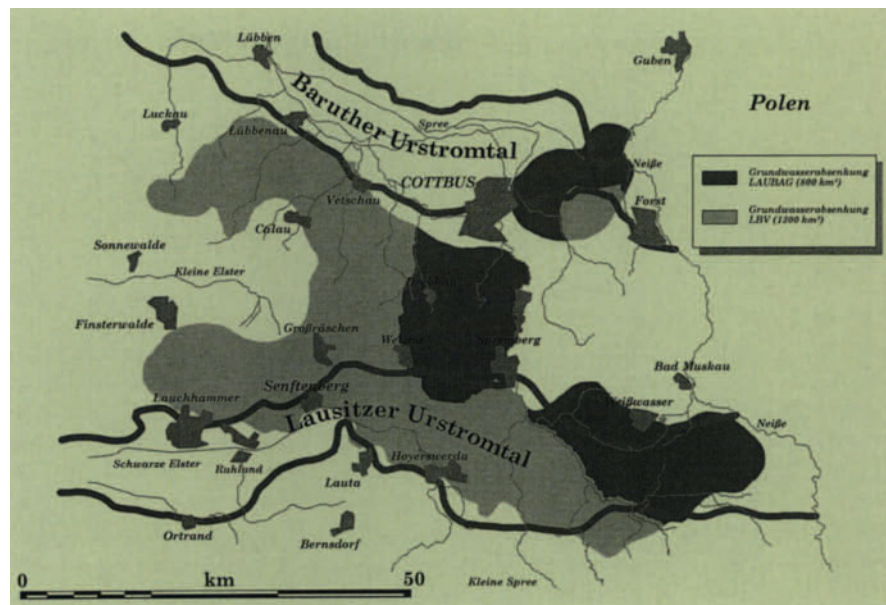 Lübben
Guben
Polen
Baruther Urstromtal
Spree
Luckau
Lübbenau
Neiße
COTTBUS
Grundwasserabsenkung
LAUBAG (800 km²)
Vetschau
Forst
Grundwasserabsenkung
LBV (1300 km²)
Calau
Sonnewalde
Kleine Elster
Finsterwalde
Großräschen
Welzow
Spremberg
Bad Muskau
Senftenberg
Lauchhammer
Weißwasser
Lausitzer Urstromtal
Neiße
Schwarze Elster
Ruhland
Hoyerswerda
Lauta
Ortrand
Bernsdorf
Kleine Spree
0 km 50